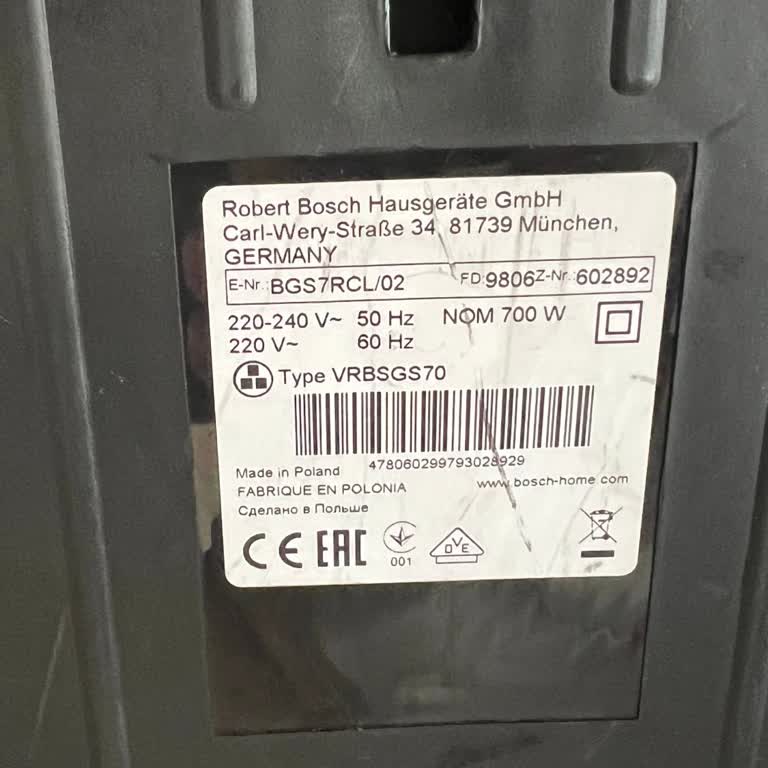 Robert Bosch Hausgeräte GmbH
Carl-Wery-Straße 34, 81739 München,
GERMANY
E-Nr.: BGS7RCL/02 FD 9806 Z-Nr.: 602892
220-240 V~ 50 Hz NOM 700 W
220 V~ 60 Hz
Type VRBSGS70
478060299793028929
Made in Poland
FABRIQUE EN POLONIA
Сделано в Польше
www.bosch-home.com
CE EAC 001 DVE